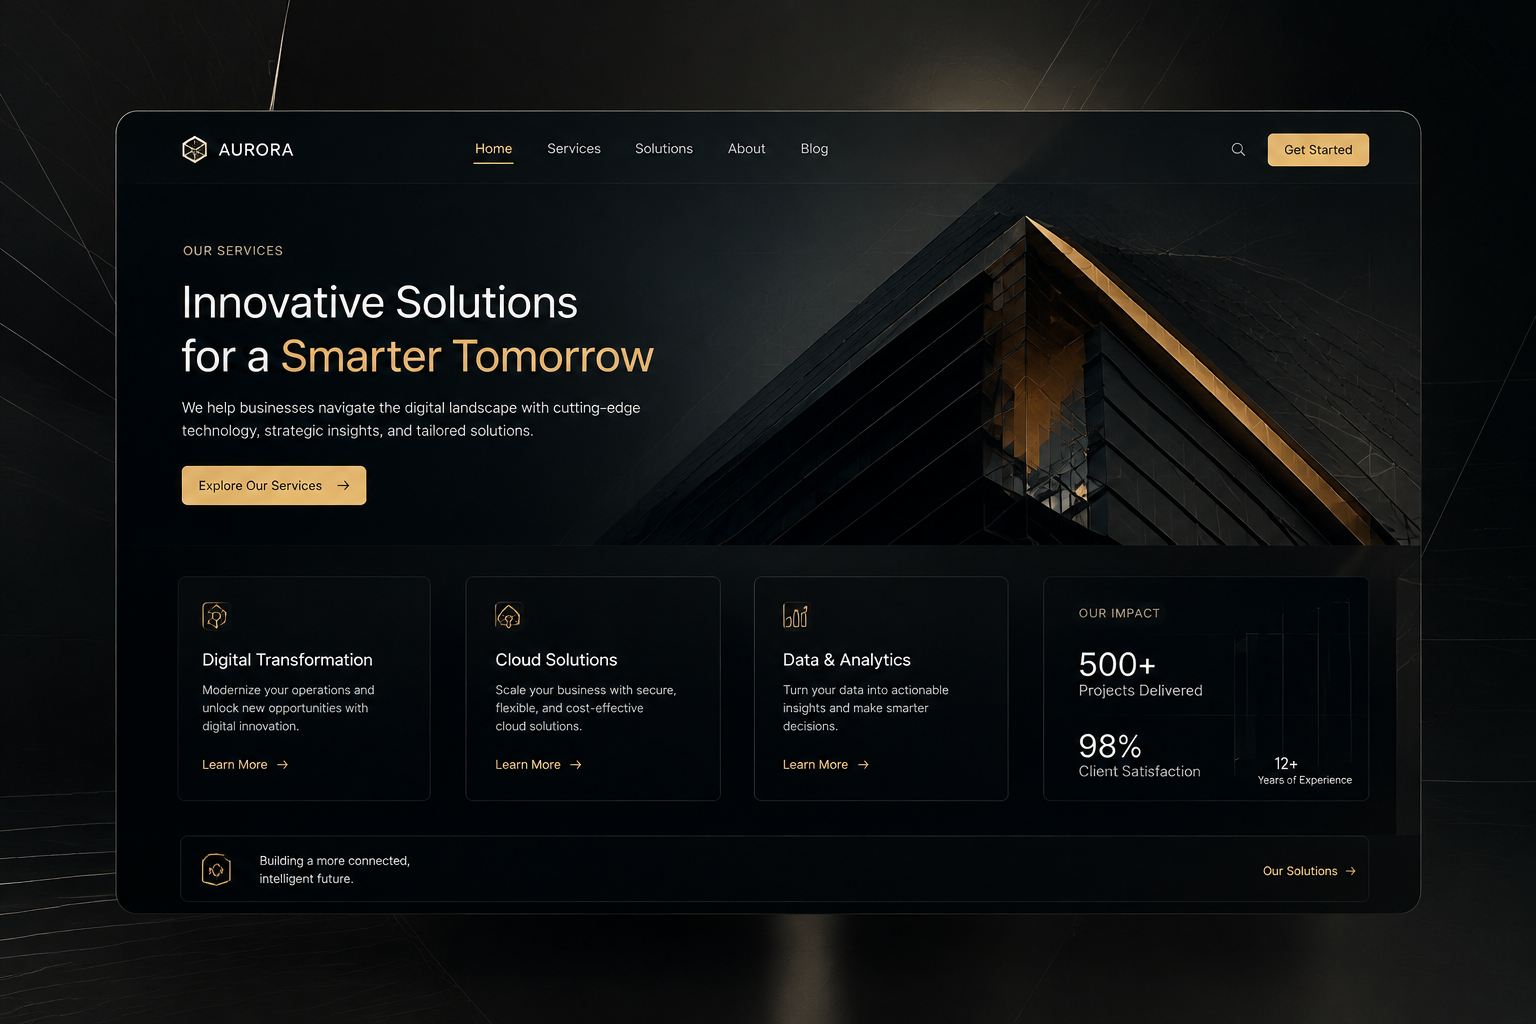 AURORA
Home
Services
Solutions
About
Blog
Get Started
OUR SERVICES
Innovative Solutions
for a Smarter Tomorrow
We help businesses navigate the digital landscape with cutting-edge
technology, strategic insights, and tailored solutions.
Explore Our Services →
Digital Transformation
Modernize your operations and
unlock new opportunities with
digital innovation.
Learn More →
Cloud Solutions
Scale your business with secure,
flexible, and cost-effective
cloud solutions.
Learn More →
Data & Analytics
Turn your data into actionable
insights and make smarter
decisions.
Learn More →
OUR IMPACT
500+
Projects Delivered
98%
Client Satisfaction
12+
Years of Experience
Building a more connected,
intelligent future.
Our Solutions →